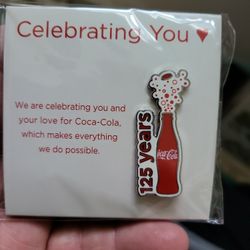 Celebrating You ♥
We are celebrating you and
your love for Coca-Cola,
which makes everything
we do possible.
125 years
Coca-Cola